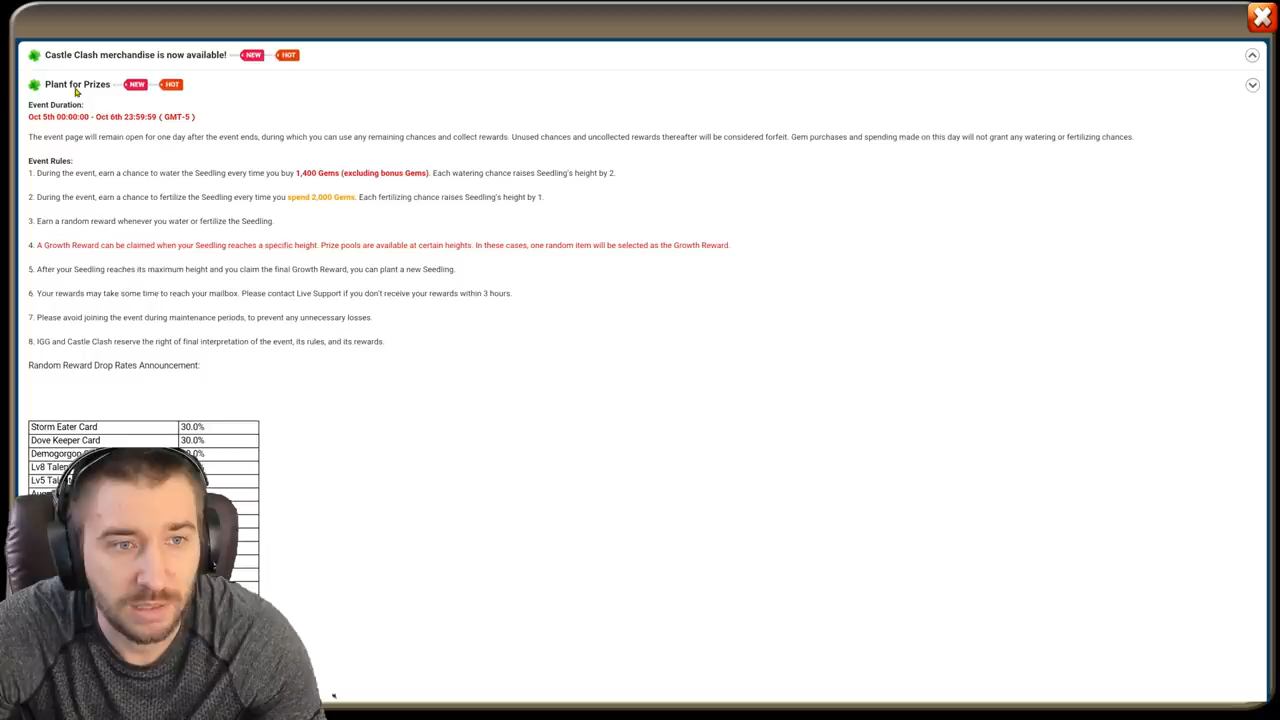 Castle Clash merchandise is now available! NEW HOT
Plant for Prizes NEW HOT
Event Duration:
Oct 5th 00:00:00 - Oct 6th 23:59:59 ( GMT-5 )
The event page will remain open for one day after the event ends, during which you can use any remaining chances and collect rewards. Unused chances and uncollected rewards thereafter will be considered forfeit. Gem purchases and spending made on this day will not grant any watering or fertilizing chances.
Event Rules:
1. During the event, earn a chance to water the Seedling every time you buy 1,400 Gems (excluding bonus Gems). Each watering chance raises Seedling's height by 2.
2. During the event, earn a chance to fertilize the Seedling every time you spend 2,000 Gems. Each fertilizing chance raises Seedling's height by 1.
3. Earn a random reward whenever you water or fertilize the Seedling.
4. A Growth Reward can be claimed when your Seedling reaches a specific height. Prize pools are available at certain heights. In these cases, one random item will be selected as the Growth Reward.
5. After your Seedling reaches its maximum height and you claim the final Growth Reward, you can plant a new Seedling.
6. Your rewards may take some time to reach your mailbox. Please contact Live Support if you don't receive your rewards within 3 hours.
7. Please avoid joining the event during maintenance periods, to prevent any unnecessary losses.
8. IGG and Castle Clash reserve the right of final interpretation of the event, its rules, and its rewards.
Random Reward Drop Rates Announcement:
Storm Eater Card 30.0%
Dove Keeper Card 30.0%
Demogorgon
Lv8
Lv5